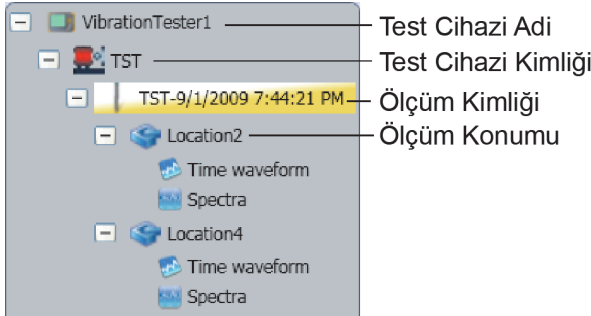 VibrationTester1 Test Cihazi Adi
TST Test Cihazi Kimliği
TST-9/1/2009 7:44:21 PM Ölçüm Kimliği
Location2 Ölçüm Konumu
Time waveform
Spectra
Location4
Time waveform
Spectra